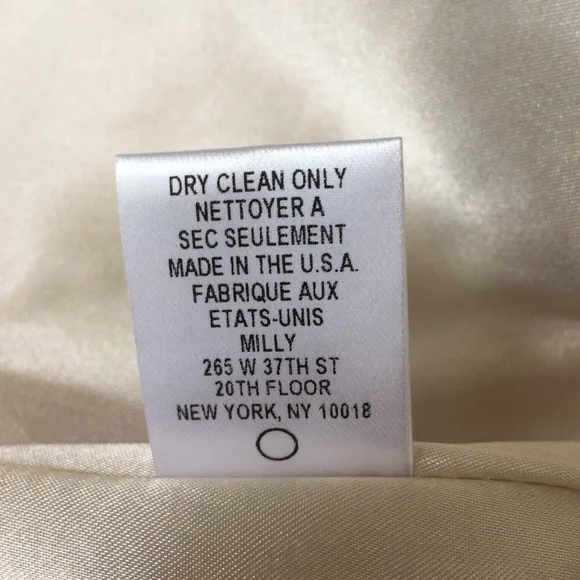 DRY CLEAN ONLY
NETTOYER A
SEC SEULEMENT
MADE IN THE U.S.A.
FABRIQUE AUX
ETATS-UNIS
MILLY
265 W 37TH ST
20TH FLOOR
NEW YORK, NY 10018